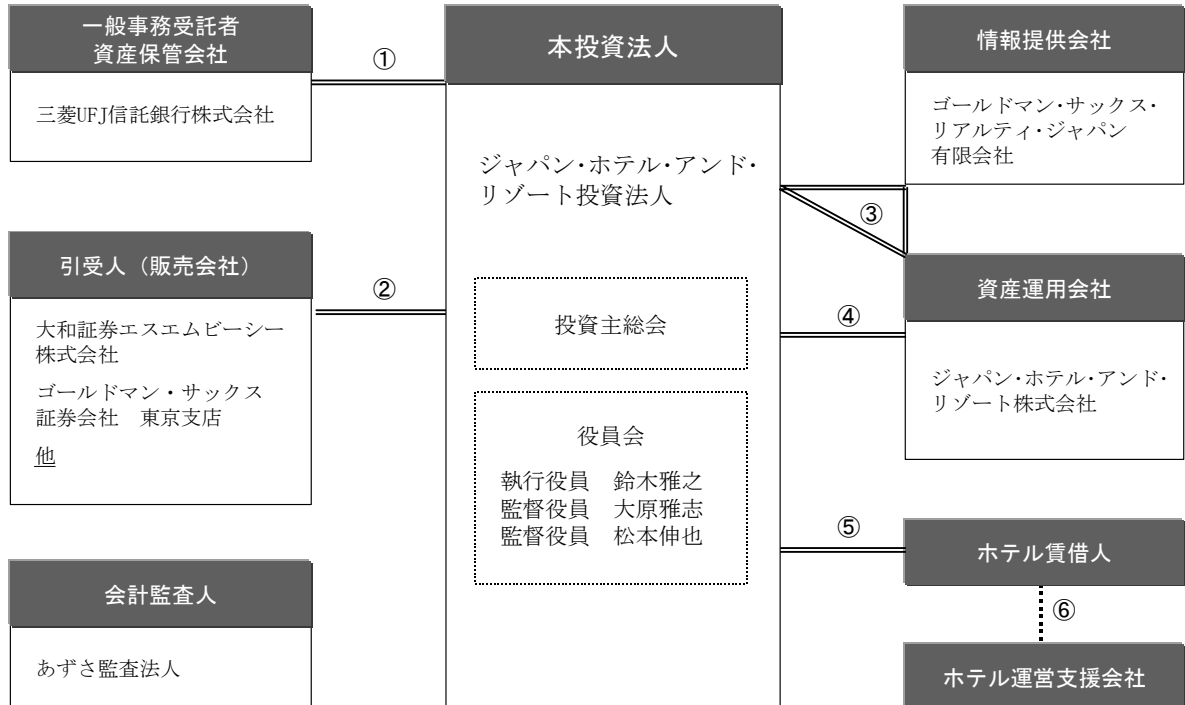 一般事務受託者
資産保管会社
三菱UFJ信託銀行株式会社
①
引受人（販売会社）
大和証券エスエムビーシー
株式会社
ゴールドマン・サックス
証券会社　東京支店
他
②
会計監査人
あずさ監査法人
本投資法人
ジャパン・ホテル・アンド・
リゾート投資法人
投資主総会
役員会
執行役員　鈴木雅之
監督役員　大原雅志
監督役員　松本伸也
情報提供会社
ゴールドマン・サックス・
リアルティ・ジャパン
有限会社
③
資産運用会社
④
ジャパン・ホテル・アンド・
リゾート株式会社
⑤
ホテル賃借人
⑥
ホテル運営支援会社